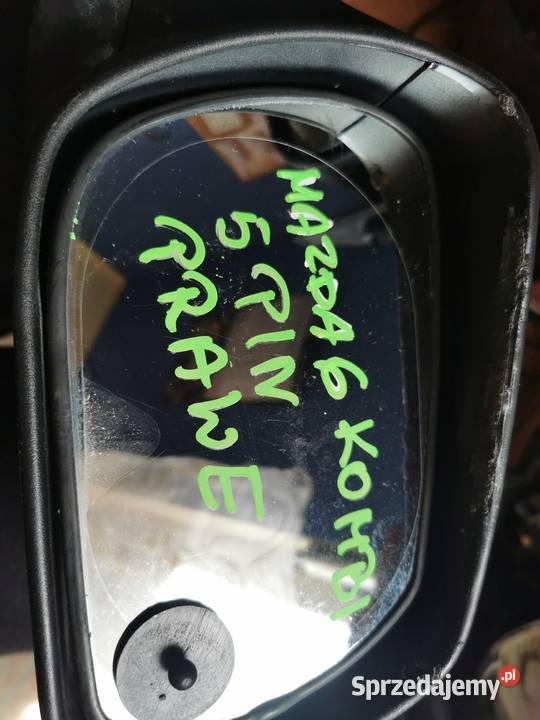 MAZDA 6 KOMBI
5 PIN
PRAWE
Sprzedajemy.pl